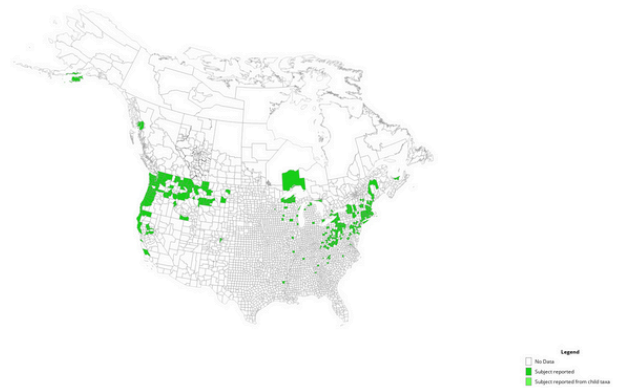 Legend
No Data
Subject reported
Subject reported from child taxa